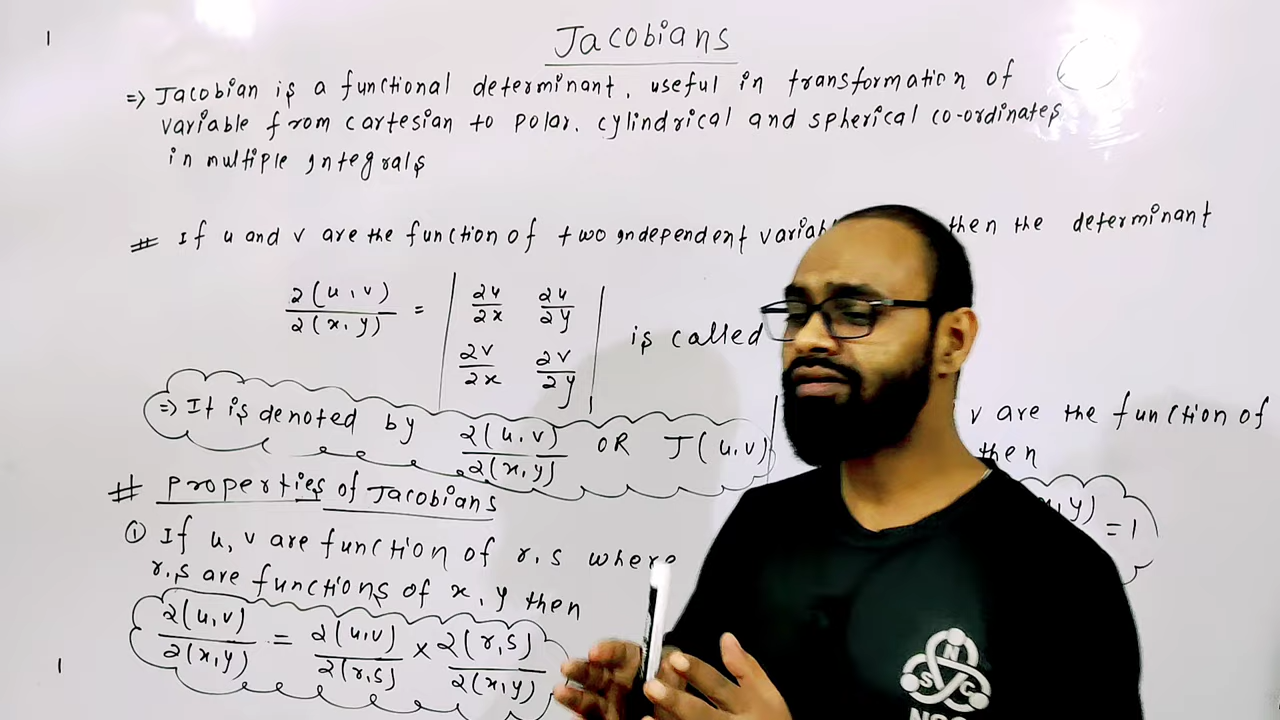 Jacobians
=> Jacobian is a functional determinant, useful in transformation of
variable from cartesian to polar, cylindrical and spherical co-ordinates
in multiple integrals
# If u and v are the function of two independent variab then the determinant
∂(u,v)/∂(x,y) = | ∂u/∂x ∂u/∂y |
| ∂v/∂x ∂v/∂y | is called
=> It is denoted by ∂(u,v)/∂(x,y) OR J(u,v)
# Properties of Jacobians
① If u, v are function of r,s where
r,s are functions of x, y then
∂(u,v)/∂(x,y) = ∂(u,v)/∂(r,s) × ∂(r,s)/∂(x,y)
v are the function of
then
,y) = 1
N
S C
NSC